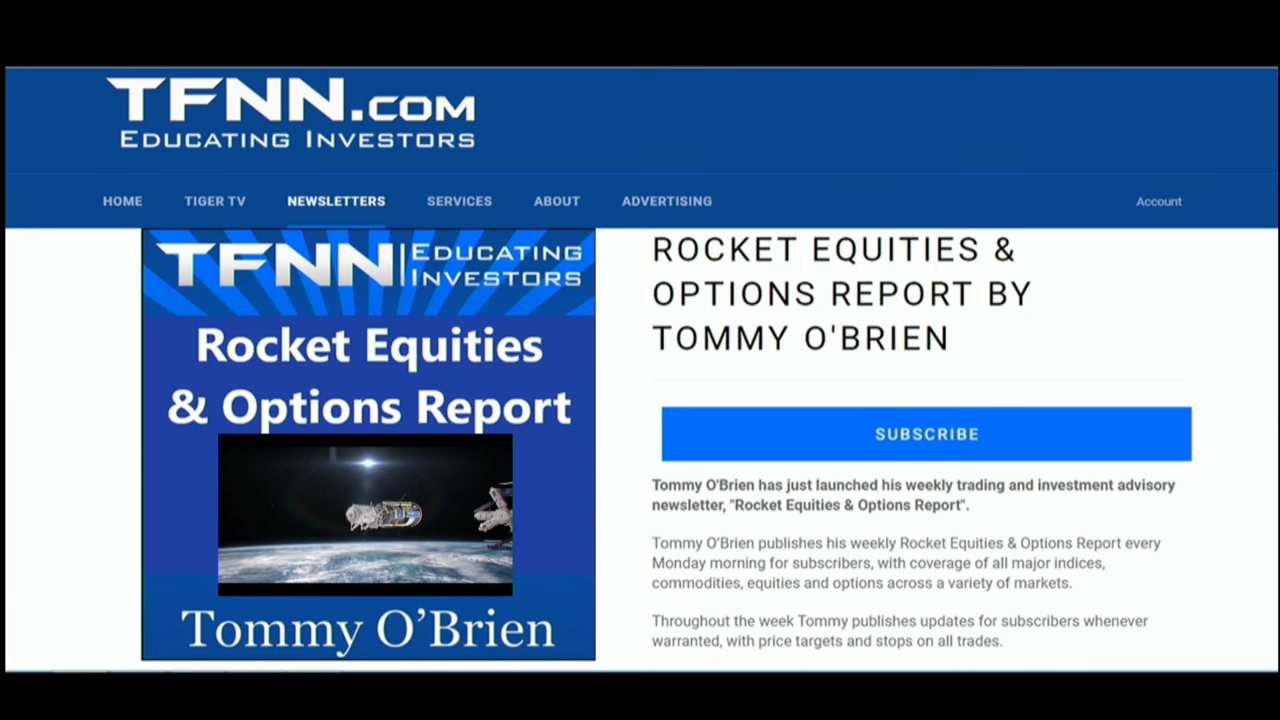 TFNN.COM
EDUCATING INVESTORS
HOME TIGER TV NEWSLETTERS SERVICES ABOUT ADVERTISING Account
TFNN EDUCATING
INVESTORS
Rocket Equities
& Options Report
Tommy O’Brien
ROCKET EQUITIES &
OPTIONS REPORT BY
TOMMY O'BRIEN
SUBSCRIBE
Tommy O'Brien has just launched his weekly trading and investment advisory
newsletter, "Rocket Equities & Options Report".
Tommy O'Brien publishes his weekly Rocket Equities & Options Report every
Monday morning for subscribers, with coverage of all major indices,
commodities, equities and options across a variety of markets.
Throughout the week Tommy publishes updates for subscribers whenever
warranted, with price targets and stops on all trades.